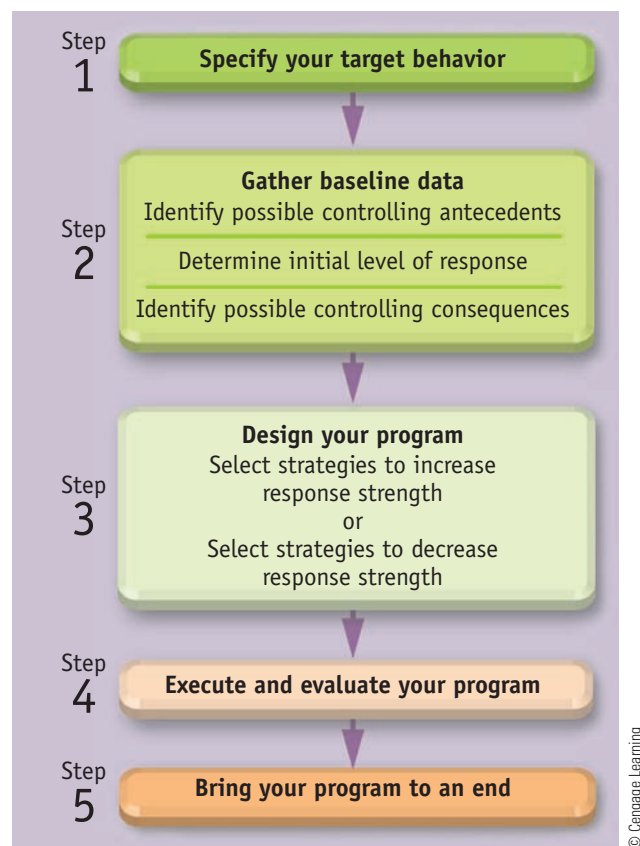 Step
1
Specify your target behavior
Step
2
Gather baseline data
Identify possible controlling antecedents
Determine initial level of response
Identify possible controlling consequences
Step
3
Design your program
Select strategies to increase
response strength
or
Select strategies to decrease
response strength
Step
4
Execute and evaluate your program
Step
5
Bring your program to an end
© Cengage Learning